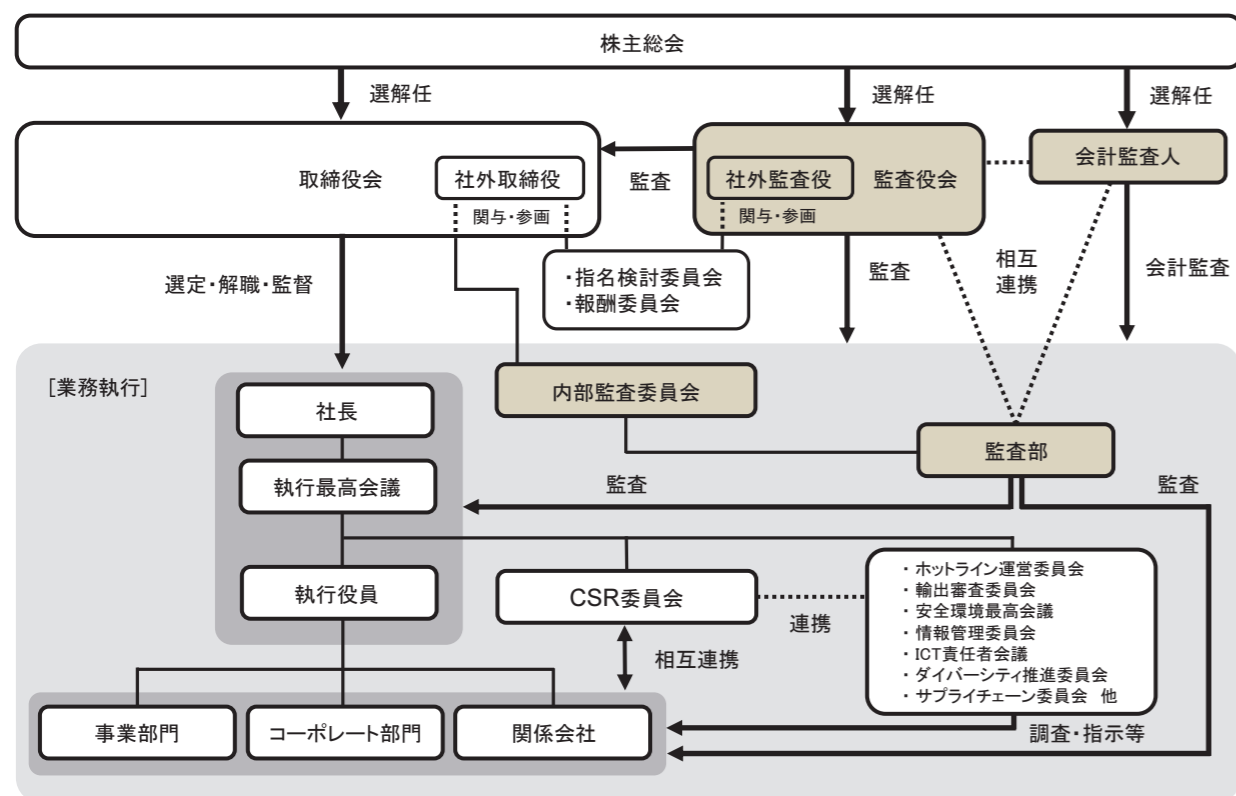 株主総会
選解任
選解任
選解任
取締役会
社外取締役
関与・参画
監査
社外監査役
監査役会
関与・参画
会計監査人
選定・解職・監督
・指名検討委員会
・報酬委員会
監査
相互
連携
会計監査
[業務執行]
社長
内部監査委員会
監査部
執行最高会議
監査
監査
執行役員
CSR委員会
連携
・ホットライン運営委員会
・輸出審査委員会
・安全環境最高会議
・情報管理委員会
・ICT責任者会議
・ダイバーシティ推進委員会
・サプライチェーン委員会 他
相互連携
事業部門
コーポレート部門
関係会社
調査・指示等